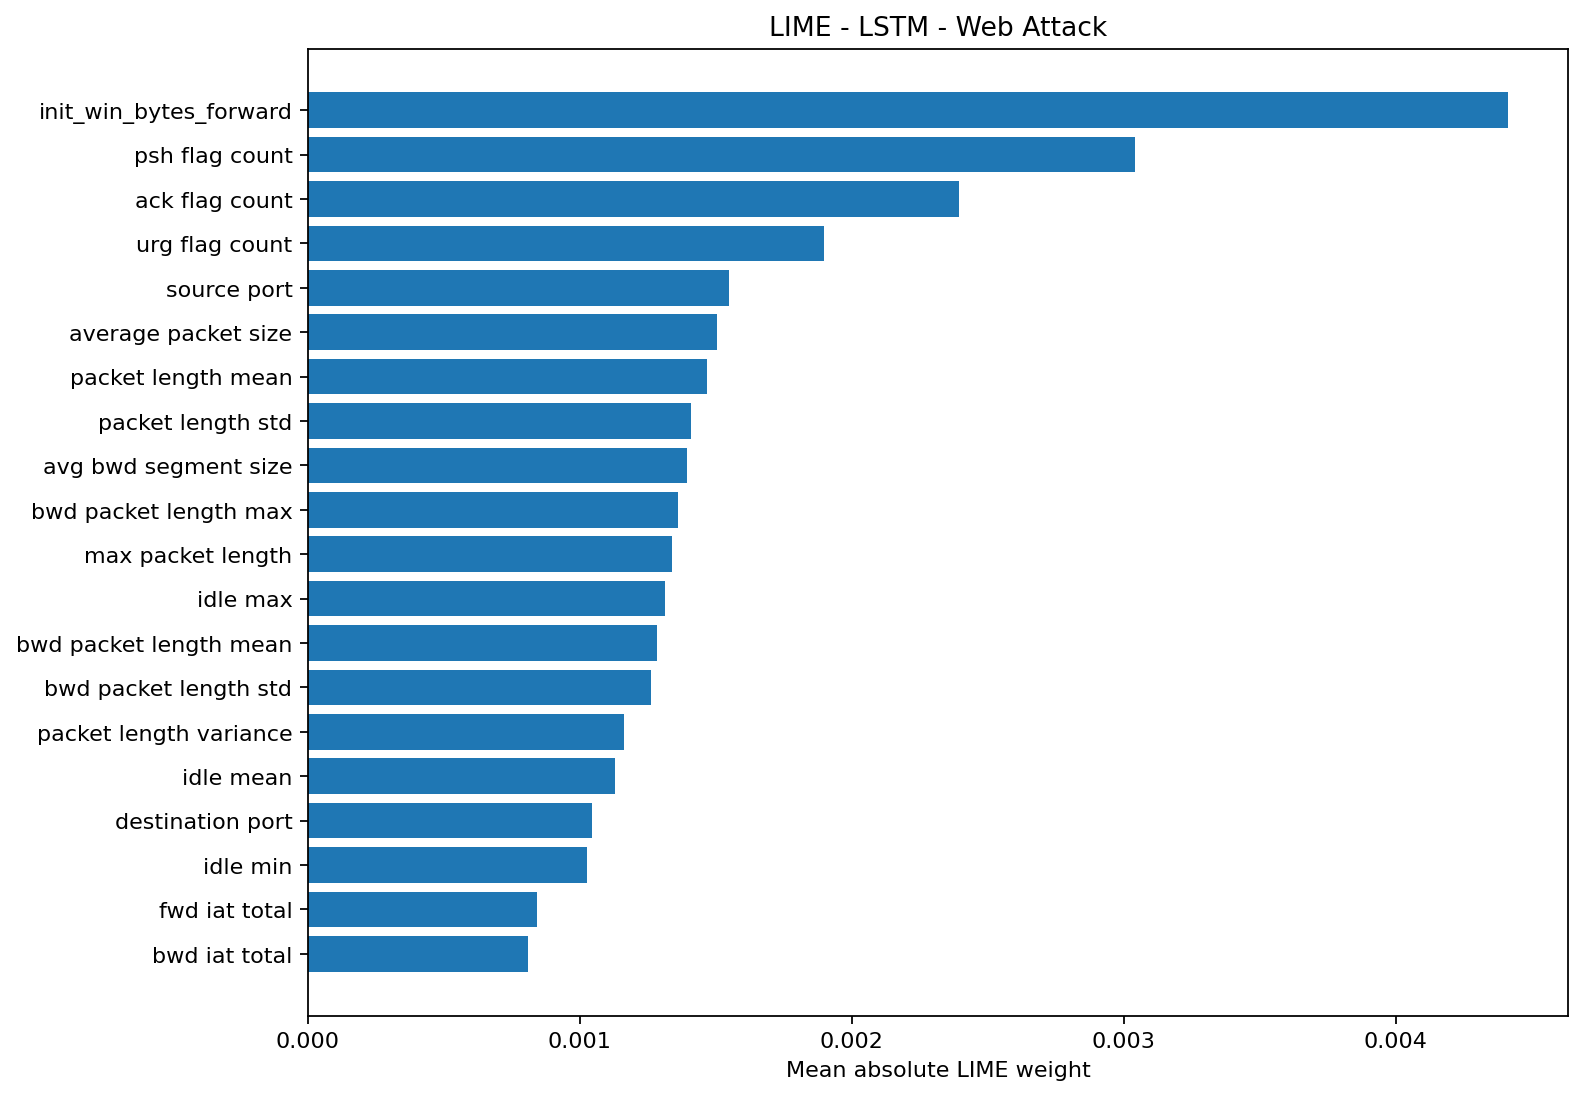 LIME - LSTM - Web Attack
init_win_bytes_forward
psh flag count
ack flag count
urg flag count
source port
average packet size
packet length mean
packet length std
avg bwd segment size
bwd packet length max
max packet length
idle max
bwd packet length mean
bwd packet length std
packet length variance
idle mean
destination port
idle min
fwd iat total
bwd iat total
0.000 0.001 0.002 0.003 0.004
Mean absolute LIME weight